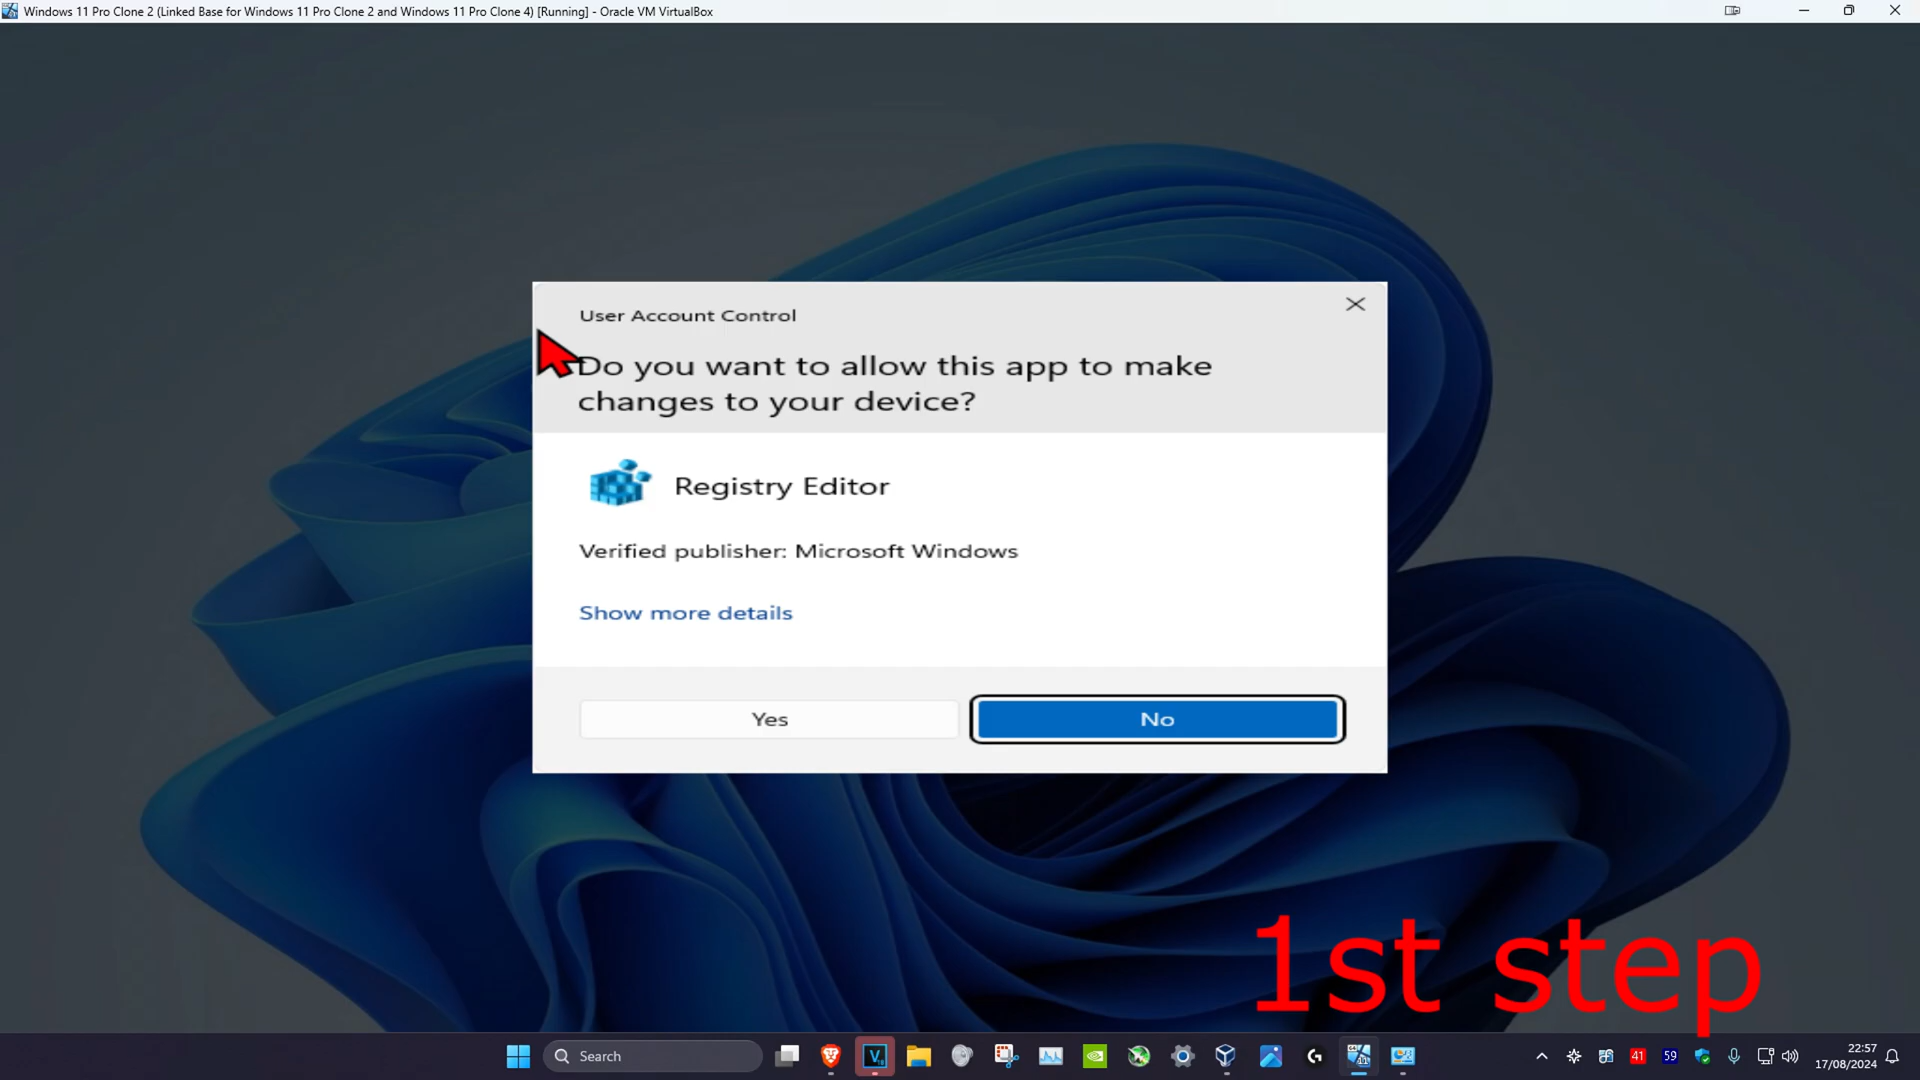 Windows 11 Pro Clone 2 (Linked Base for Windows 11 Pro Clone 2 and Windows 11 Pro Clone 4) [Running] - Oracle VM VirtualBox
User Account Control
Do you want to allow this app to make
changes to your device?
Registry Editor
Verified publisher: Microsoft Windows
Show more details
Yes
No
1st step
Search
41
59
22:57
17/08/2024